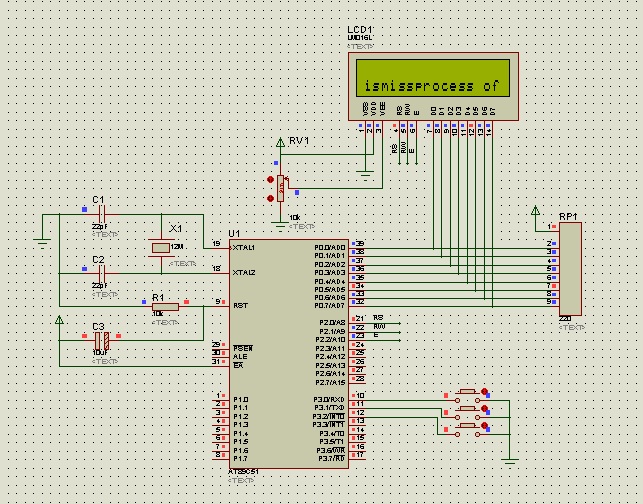 LCD1
LM016L
<TEXT>
ismissprocess of
VSS
VDD
VEE
RS
RW
E
D0
D1
D2
D3
D4
D5
D6
D7
1
2
3
4
5
6
7
8
9
10
11
12
13
14
RS
RW
E
RV1
10k
<TEXT>
C1
22pF
<TEXT>
X1
12M
<TEXT>
C2
22pF
<TEXT>
R1
10k
<TEXT>
C3
10uF
<TEXT>
U1
19 XTAL1
18 XTAL2
9 RST
29 PSEN
30 ALE
31 EA
1 P1.0
2 P1.1
3 P1.2
4 P1.3
5 P1.4
6 P1.5
7 P1.6
8 P1.7
P0.0/AD0 39
P0.1/AD1 38
P0.2/AD2 37
P0.3/AD3 36
P0.4/AD4 35
P0.5/AD5 34
P0.6/AD6 33
P0.7/AD7 32
P2.0/A8 21 RS
P2.1/A9 22 RW
P2.2/A10 23 E
P2.3/A11 24
P2.4/A12 25
P2.5/A13 26
P2.6/A14 27
P2.7/A15 28
P3.0/RXD 10
P3.1/TXD 11
P3.2/INT0 12
P3.3/INT1 13
P3.4/T0 14
P3.5/T1 15
P3.6/WR 16
P3.7/RD 17
AT89C51
<TEXT>
RP1
1
2
3
4
5
6
7
8
9
220
<TEXT>